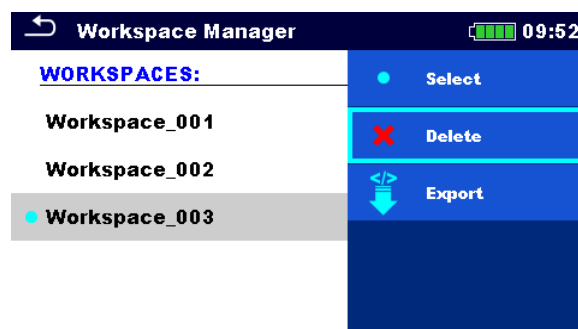 Workspace Manager
09:52
WORKSPACES:
Workspace_001
Workspace_002
Workspace_003
Select
Delete
</>
Export